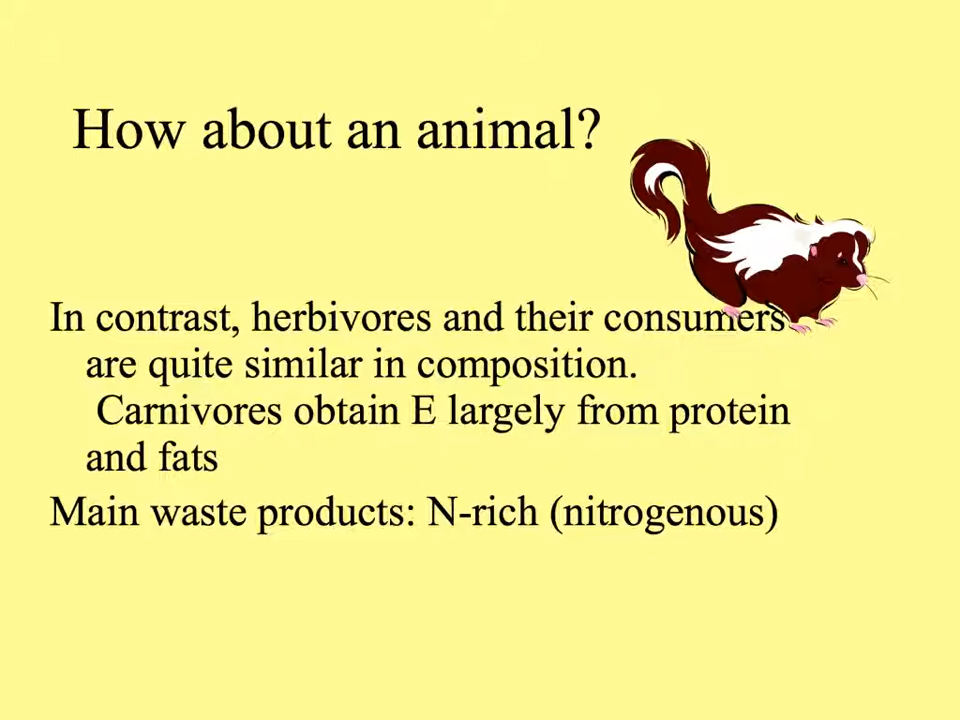 How about an animal?
In contrast, herbivores and their consumers
are quite similar in composition.
Carnivores obtain E largely from protein
and fats
Main waste products: N-rich (nitrogenous)